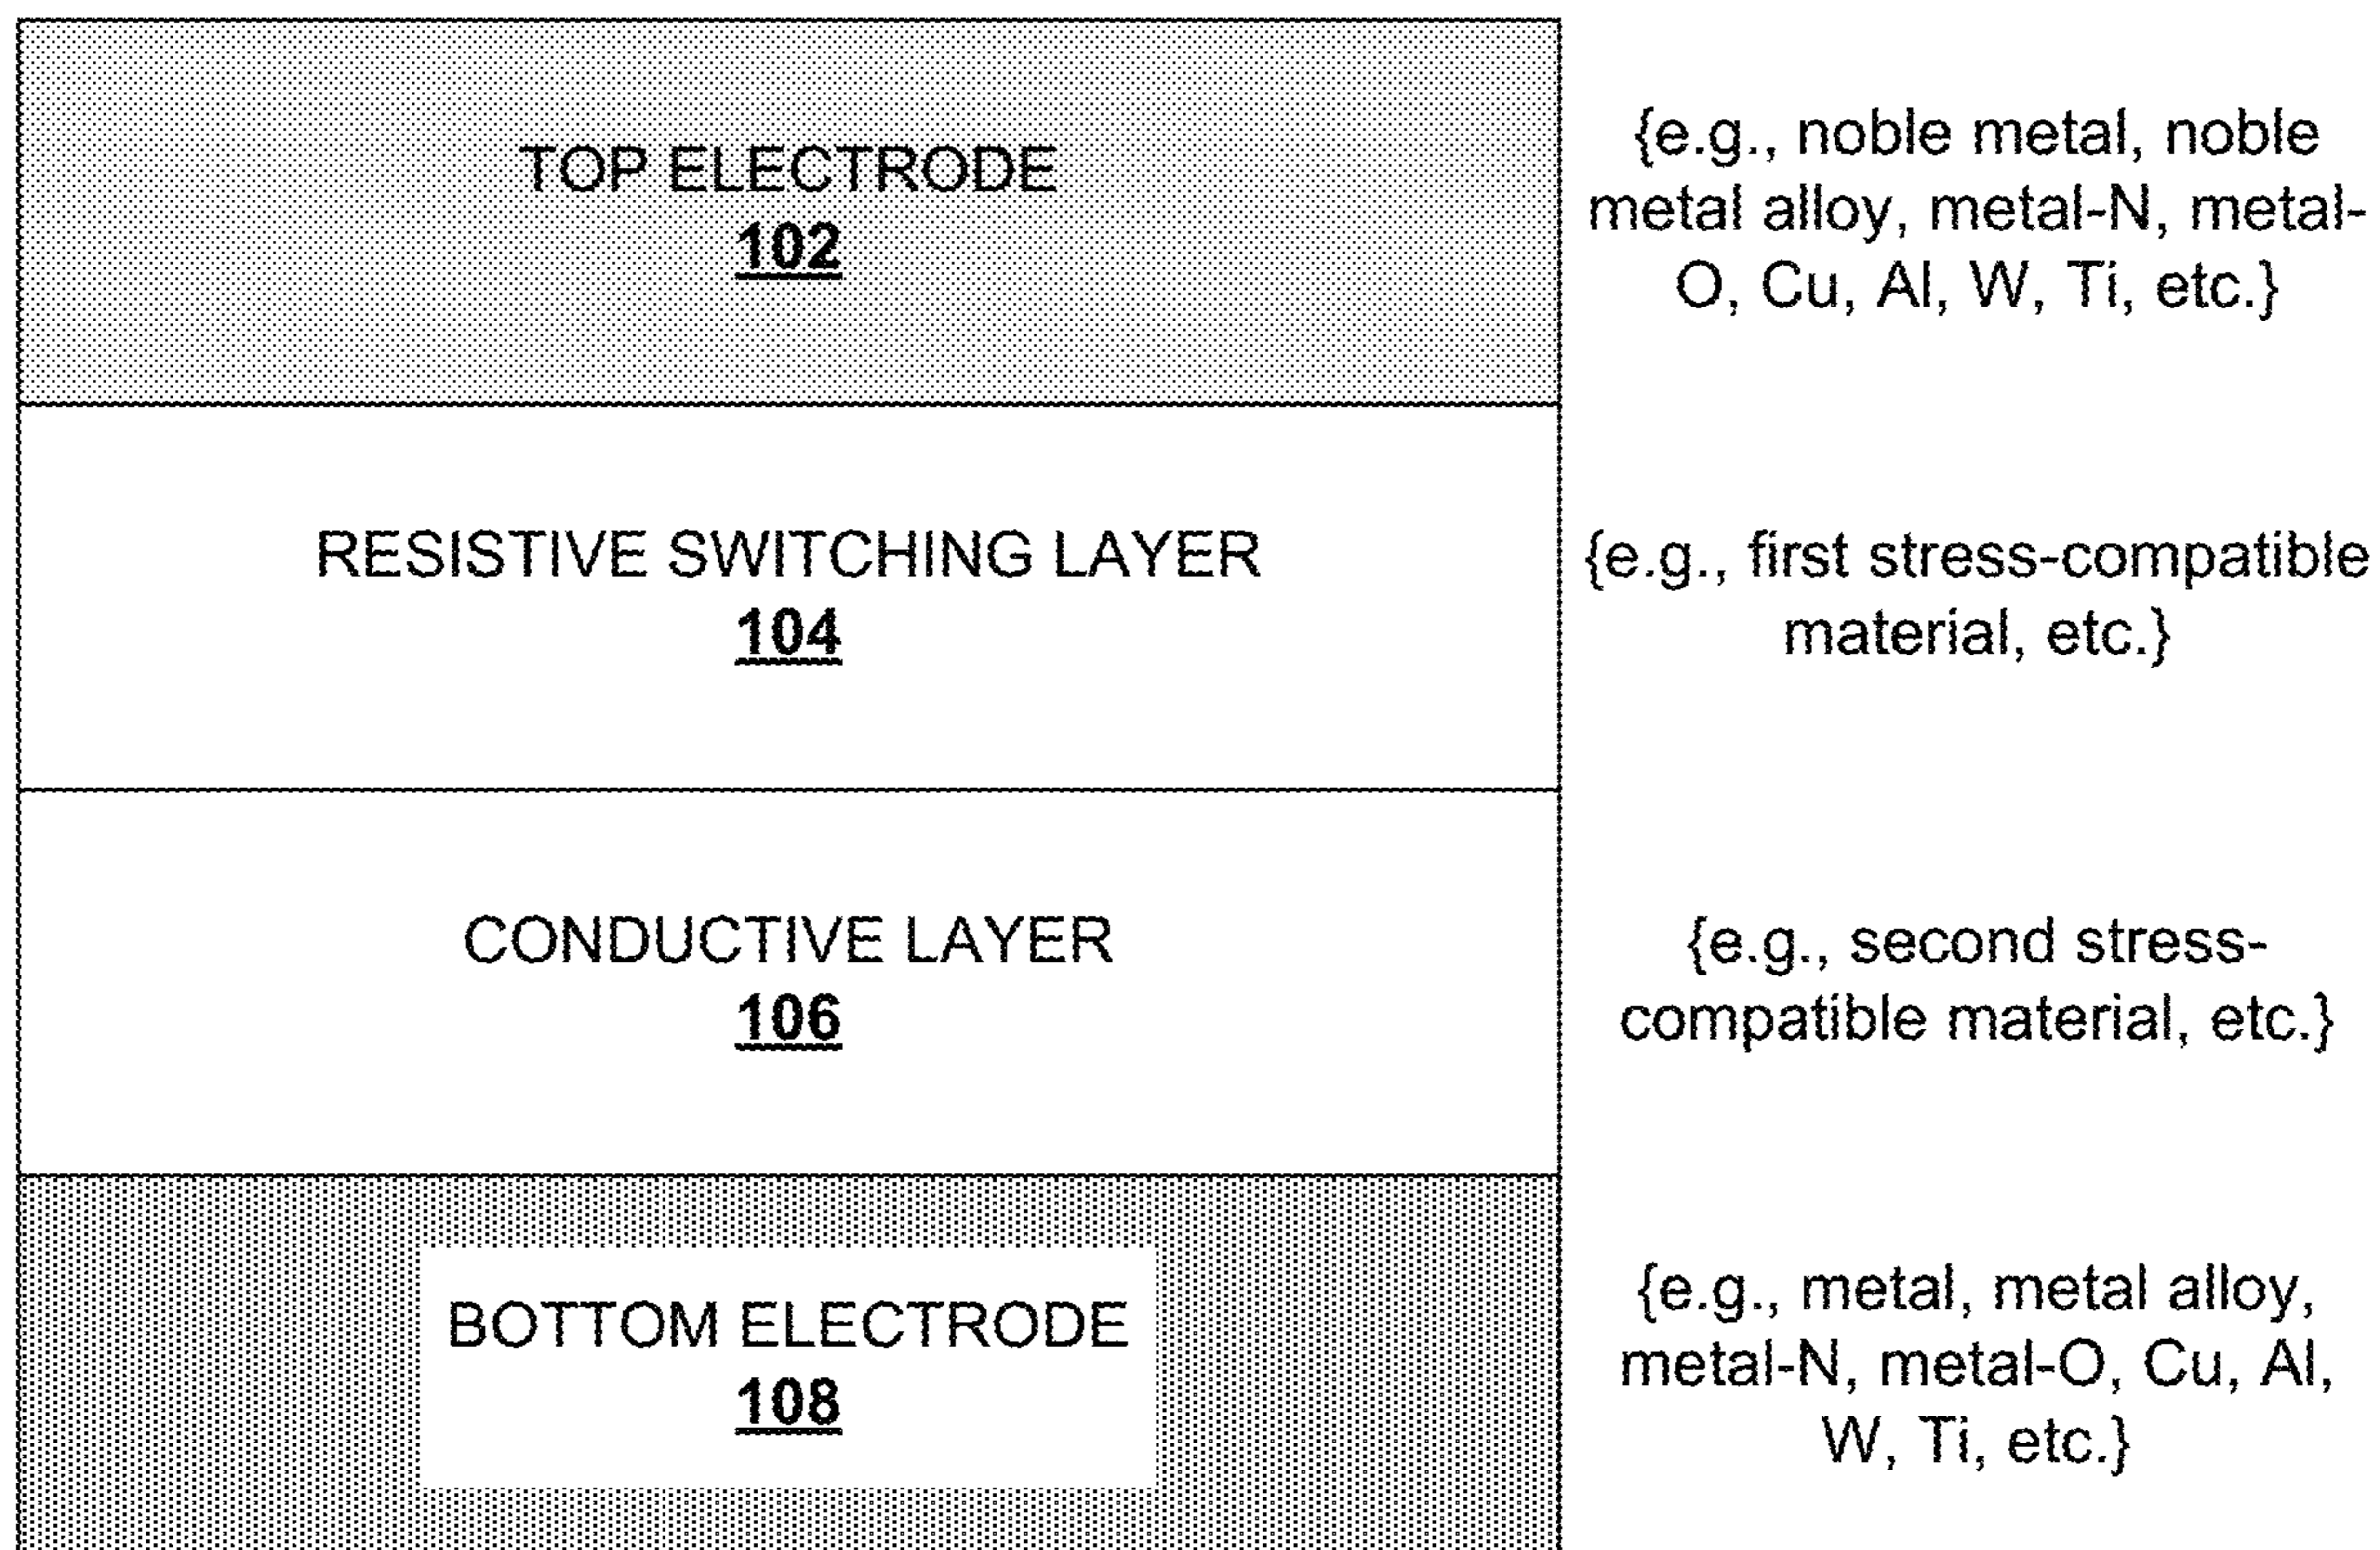 TOP ELECTRODE
102
{e.g., noble metal, noble
metal alloy, metal-N, metal-
O, Cu, Al, W, Ti, etc.}
RESISTIVE SWITCHING LAYER
104
{e.g., first stress-compatible
material, etc.}
CONDUCTIVE LAYER
106
{e.g., second stress-
compatible material, etc.}
BOTTOM ELECTRODE
108
{e.g., metal, metal alloy,
metal-N, metal-O, Cu, Al,
W, Ti, etc.}